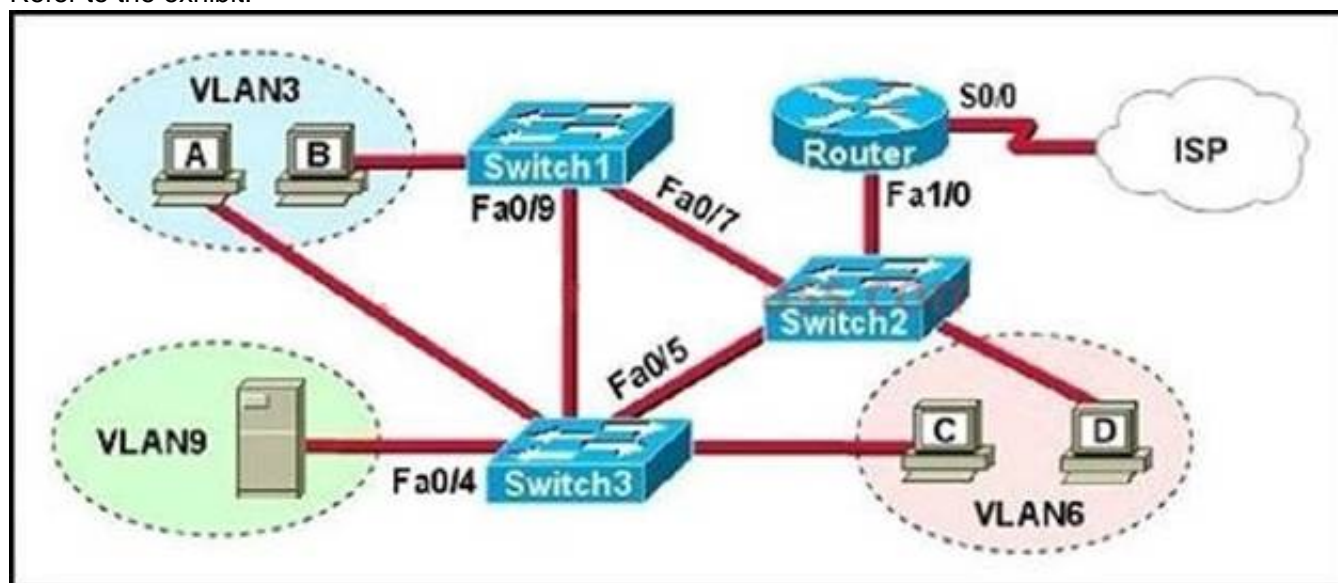 Refer to the exhibit.
VLAN3
A
B
Switch1
Fa0/9
Fa0/7
Router
S0/0
ISP
Fa1/0
Switch2
Fa0/5
VLAN9
Fa0/4
Switch3
C
D
VLAN6